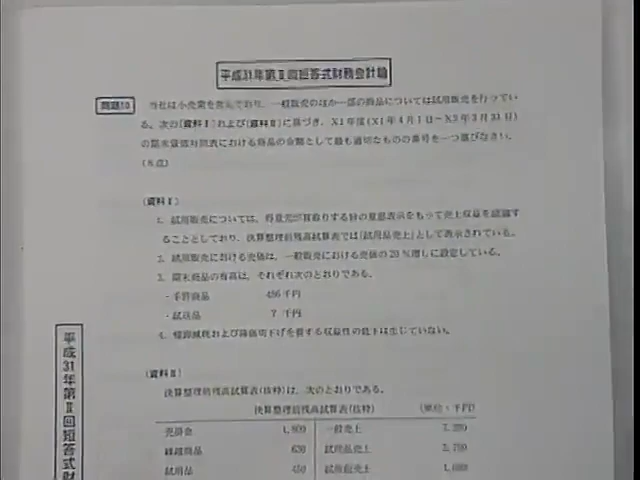 平成31年第Ⅱ回短答式財務会計論
問題10 当社は小売業を営んでおり、一般販売のほか一部の商品については試用販売を行ってい
る。次の〔資料Ⅰ〕および〔資料Ⅱ〕に基づき、X1年度(X1年4月1日~X2年3月31日)
の期末貸借対照表における商品の金額として最も適切なものの番号を一つ選びなさい。
(8点)
〔資料Ⅰ〕
1. 試用販売については、得意先が買取りする旨の意思表示をもって売上収益を認識す
ることとしており、決算整理前残高試算表では「試用品売上」として表示されている。
2. 試用販売における売価は、一般販売における売価の20%増しに設定している。
3. 期末商品の有高は、それぞれ次のとおりである。
・手許商品 千円
・試送品 千円
4. 棚卸減耗および簿価切下げを要する収益性の低下は生じていない。
〔資料Ⅱ〕
決算整理前残高試算表(抜粋)は、次のとおりである。
決算整理前残高試算表(抜粋) (単位:千円)
売掛金 一般売上
繰越商品 630 試用品売上
試用品 試用販売売上
平成31年第Ⅱ回短答式財